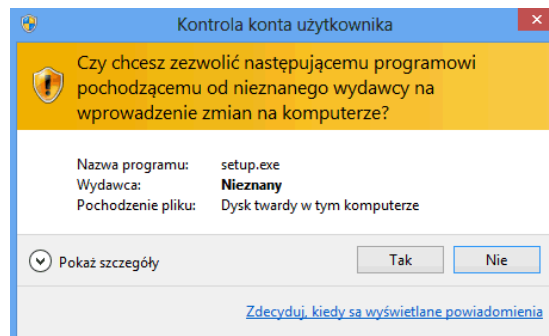 Kontrola konta użytkownika
Czy chcesz zezwolić następującemu programowi
pochodzącemu od nieznanego wydawcy na
wprowadzenie zmian na komputerze?
Nazwa programu: setup.exe
Wydawca: Nieznany
Pochodzenie pliku: Dysk twardy w tym komputerze
Pokaż szczegóły Tak Nie
Zdecyduj, kiedy są wyświetlane powiadomienia